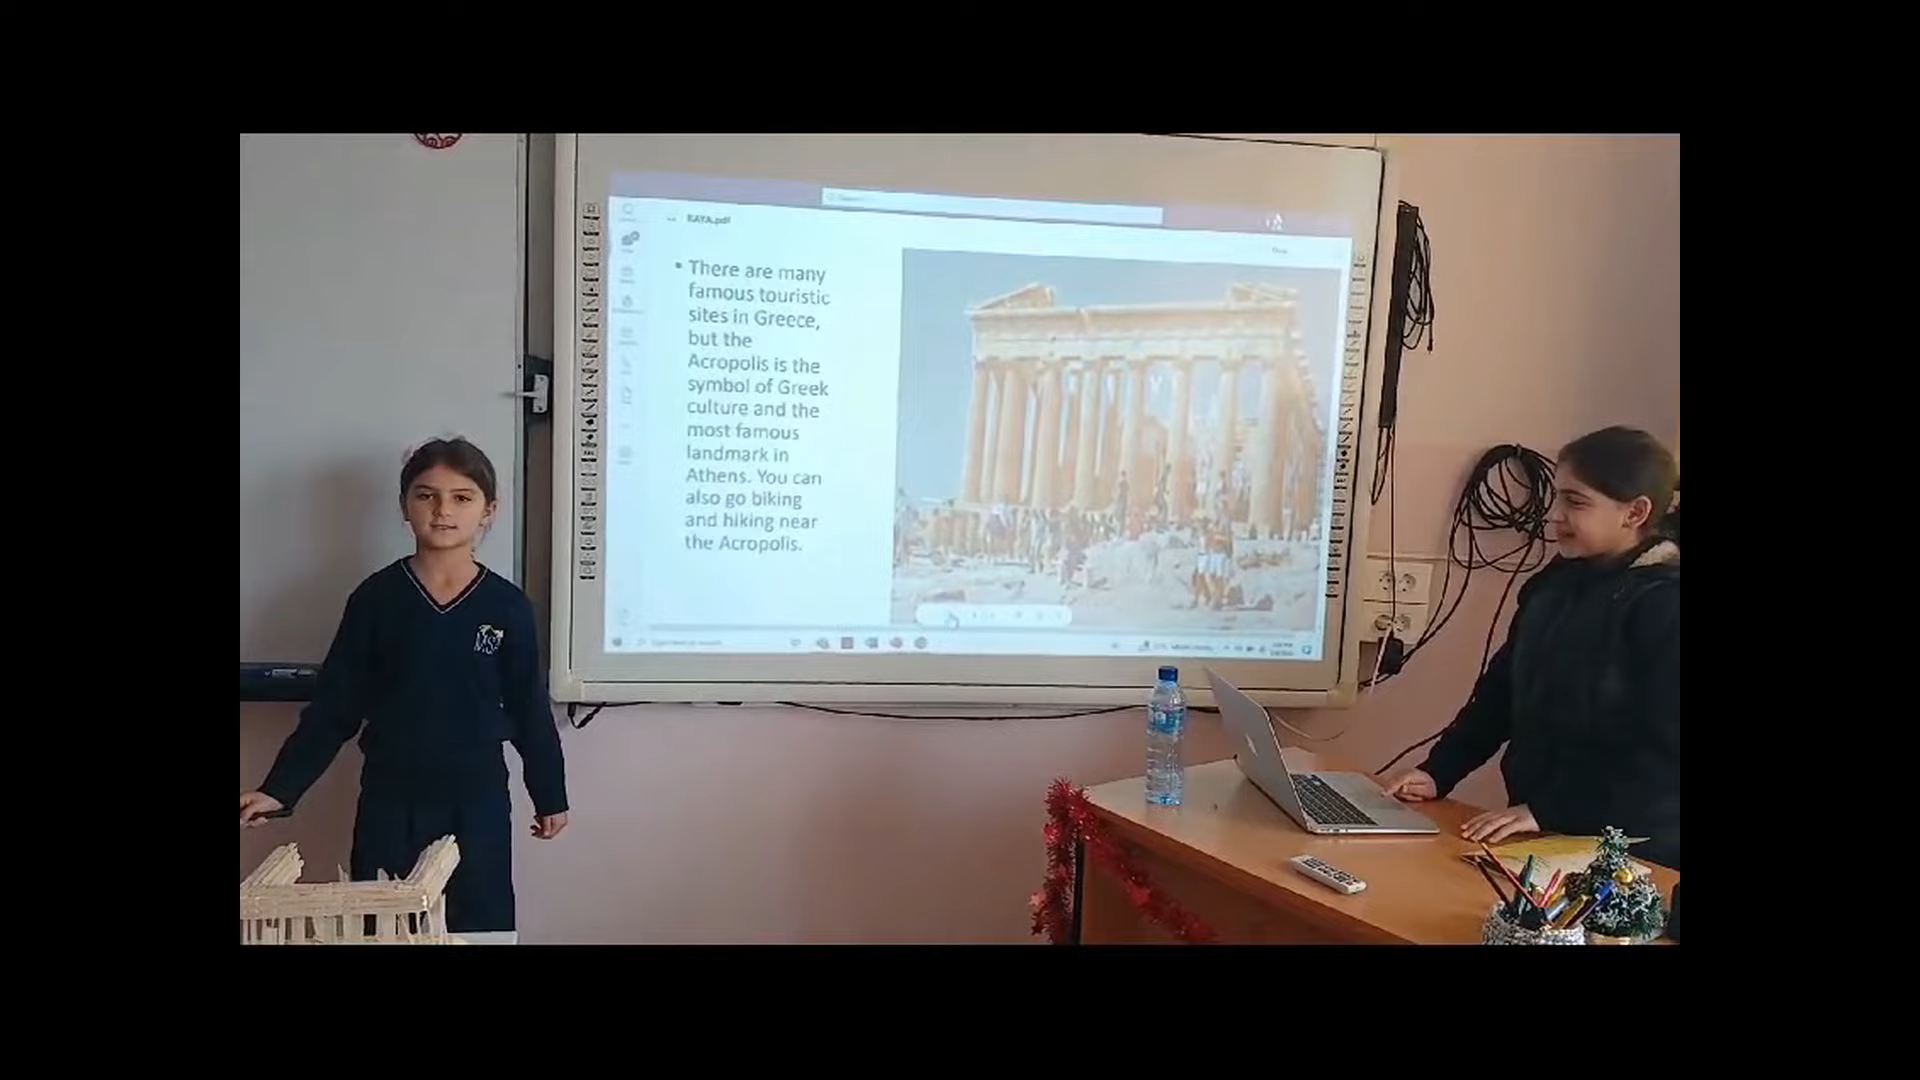 RAYA.pdf
• There are many
famous touristic
sites in Greece,
but the
Acropolis is the
symbol of Greek
culture and the
most famous
landmark in
Athens. You can
also go biking
and hiking near
the Acropolis.